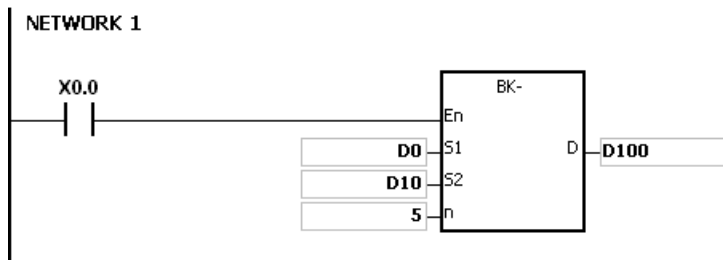 NETWORK 1
X0.0
BK-
En
D0 S1 D D100
D10 S2
5 n